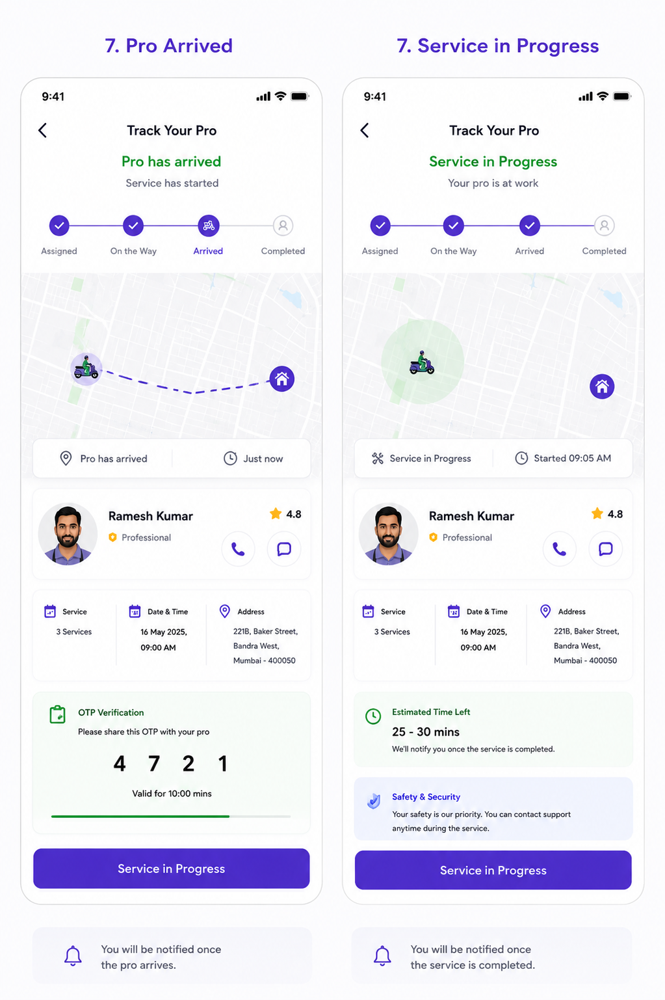 7. Pro Arrived
9:41
Track Your Pro
Pro has arrived
Service has started
Assigned
On the Way
Arrived
Completed
Pro has arrived
Just now
Ramesh Kumar
4.8
Professional
Service
3 Services
Date & Time
16 May 2025,
09:00 AM
Address
221B, Baker Street,
Bandra West,
Mumbai - 400050
OTP Verification
Please share this OTP with your pro
4 7 2 1
Valid for 10:00 mins
Service in Progress
You will be notified once
the pro arrives.
7. Service in Progress
9:41
Track Your Pro
Service in Progress
Your pro is at work
Assigned
On the Way
Arrived
Completed
Service in Progress
Started 09:05 AM
Ramesh Kumar
4.8
Professional
Service
3 Services
Date & Time
16 May 2025,
09:00 AM
Address
221B, Baker Street,
Bandra West,
Mumbai - 400050
Estimated Time Left
25 - 30 mins
We'll notify you once the service is completed.
Safety & Security
Your safety is our priority. You can contact support
anytime during the service.
Service in Progress
You will be notified once
the service is completed.